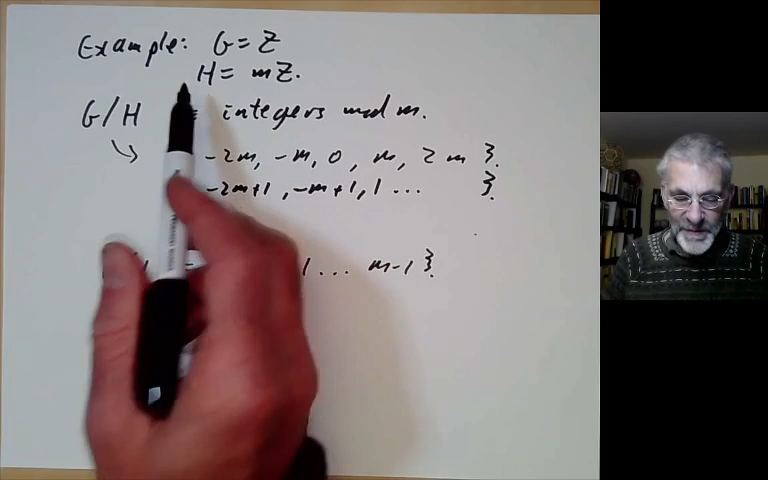 Example: G = Z
H = mZ.
G/H = integers mod m.
-2m, -m, 0, m, 2m }.
-2m+1, -m+1, 1 ... }.
1 ... m-1 }.